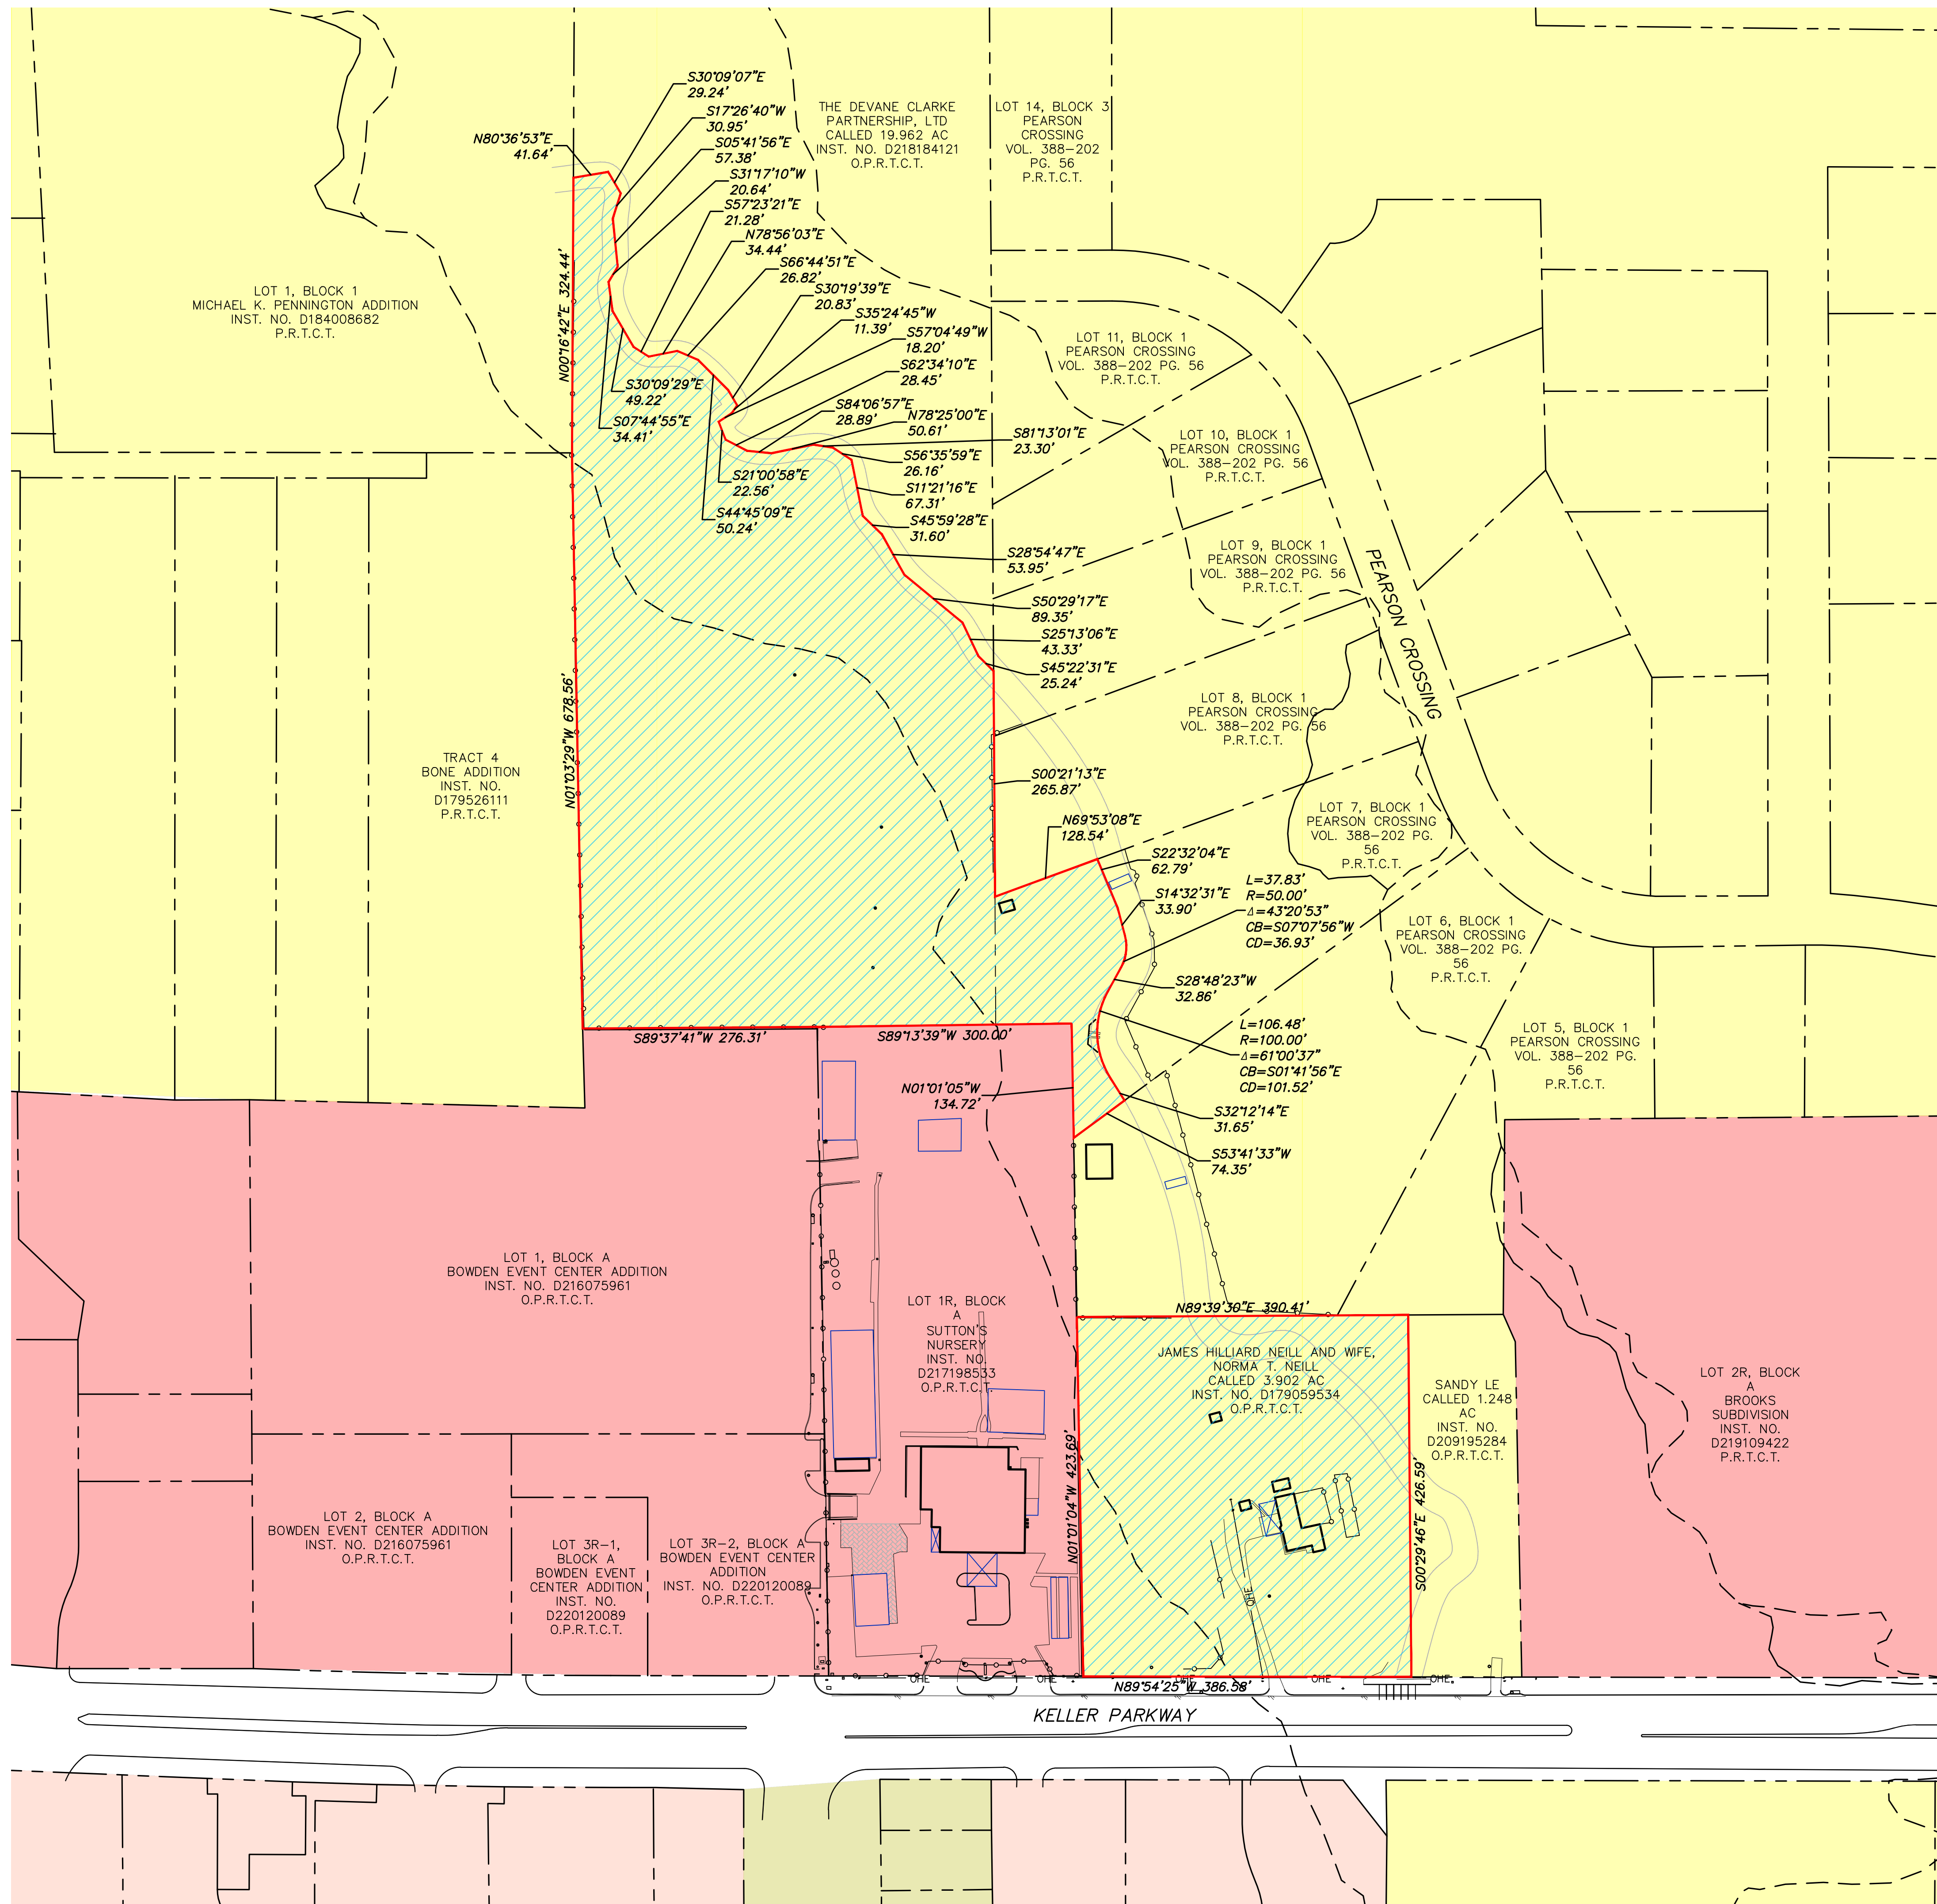 S30°09'07"E
29.24'
S17°26'40"W
30.95'
N80°36'53"E
41.64'
S05°41'56"E
57.38'
S31°17'10"W
20.64'
S57°23'21"E
21.28'
N78°56'03"E
34.44'
S66°44'51"E
26.82'
S30°19'39"E
20.83'
S35°24'45"W
11.39'
S57°04'49"W
18.20'
S62°34'10"E
28.45'
S84°06'57"E
28.89'
N78°25'00"E
50.61'
S81°13'01"E
23.30'
S56°35'59"E
26.16'
S11°21'16"E
67.31'
S45°59'28"E
31.60'
S28°54'47"E
53.95'
S50°29'17"E
89.35'
S25°13'06"E
43.33'
S45°22'31"E
25.24'
THE DEVANE CLARKE
PARTNERSHIP, LTD
CALLED 19.962 AC
INST. NO. D218184121
O.P.R.T.C.T.
LOT 14, BLOCK 3
PEARSON
CROSSING
VOL. 388-202
PG. 56
P.R.T.C.T.
LOT 1, BLOCK 1
MICHAEL K. PENNINGTON ADDITION
INST. NO. D184008682
P.R.T.C.T.
N00°16'42"E 324.44'
S30°09'29"E
49.22'
S07°44'55"E
34.41'
S21°00'58"E
22.56'
S44°45'09"E
50.24'
LOT 11, BLOCK 1
PEARSON CROSSING
VOL. 388-202 PG. 56
P.R.T.C.T.
LOT 10, BLOCK 1
PEARSON CROSSING
VOL. 388-202 PG. 56
P.R.T.C.T.
LOT 9, BLOCK 1
PEARSON CROSSING
VOL. 388-202 PG. 56
P.R.T.C.T.
PEARSON CROSSING
LOT 8, BLOCK 1
PEARSON CROSSING
VOL. 388-202 PG. 56
P.R.T.C.T.
N01°03'29"W 678.56'
TRACT 4
BONE ADDITION
INST. NO.
D179526111
P.R.T.C.T.
S00°21'13"E
265.87'
N69°53'08"E
128.54'
LOT 7, BLOCK 1
PEARSON CROSSING
VOL. 388-202 PG.
56
P.R.T.C.T.
S22°32'04"E
62.79'
S14°32'31"E
33.90'
L=37.83'
R=50.00'
Δ=43°20'53"
CB=S07°07'56"W
CD=36.93'
LOT 6, BLOCK 1
PEARSON CROSSING
VOL. 388-202 PG.
56
P.R.T.C.T.
S28°48'23"W
32.86'
L=106.48'
R=100.00'
Δ=61°00'37"
CB=S01°41'56"E
CD=101.52'
LOT 5, BLOCK 1
PEARSON CROSSING
VOL. 388-202 PG.
56
P.R.T.C.T.
S89°37'41"W 276.31'
S89°13'39"W 300.00'
N01°01'05"W
134.72'
S32°12'14"E
31.65'
S53°41'33"W
74.35'
LOT 1, BLOCK A
BOWDEN EVENT CENTER ADDITION
INST. NO. D216075961
O.P.R.T.C.T.
LOT 1R, BLOCK
A
SUTTON'S
NURSERY
INST. NO.
D217198533
O.P.R.T.C.T.
N89°39'30"E 390.41'
JAMES HILLIARD NEILL AND WIFE,
NORMA T. NEILL
CALLED 3.902 AC
INST. NO. D179059534
O.P.R.T.C.T.
SANDY LE
CALLED 1.248
AC
INST. NO.
D209195284
O.P.R.T.C.T.
LOT 2R, BLOCK
A
BROOKS
SUBDIVISION
INST. NO.
D219109422
P.R.T.C.T.
N01°01'04"W 423.69'
S00°29'46"E 426.59'
LOT 2, BLOCK A
BOWDEN EVENT CENTER ADDITION
INST. NO. D216075961
O.P.R.T.C.T.
LOT 3R-1,
BLOCK A
BOWDEN EVENT
CENTER ADDITION
INST. NO.
D220120089
O.P.R.T.C.T.
LOT 3R-2, BLOCK A
BOWDEN EVENT CENTER
ADDITION
INST. NO. D220120089
O.P.R.T.C.T.
OHE
OHE
OHE
OHE
OHE
OHE
N89°54'25"W 386.58'
KELLER PARKWAY